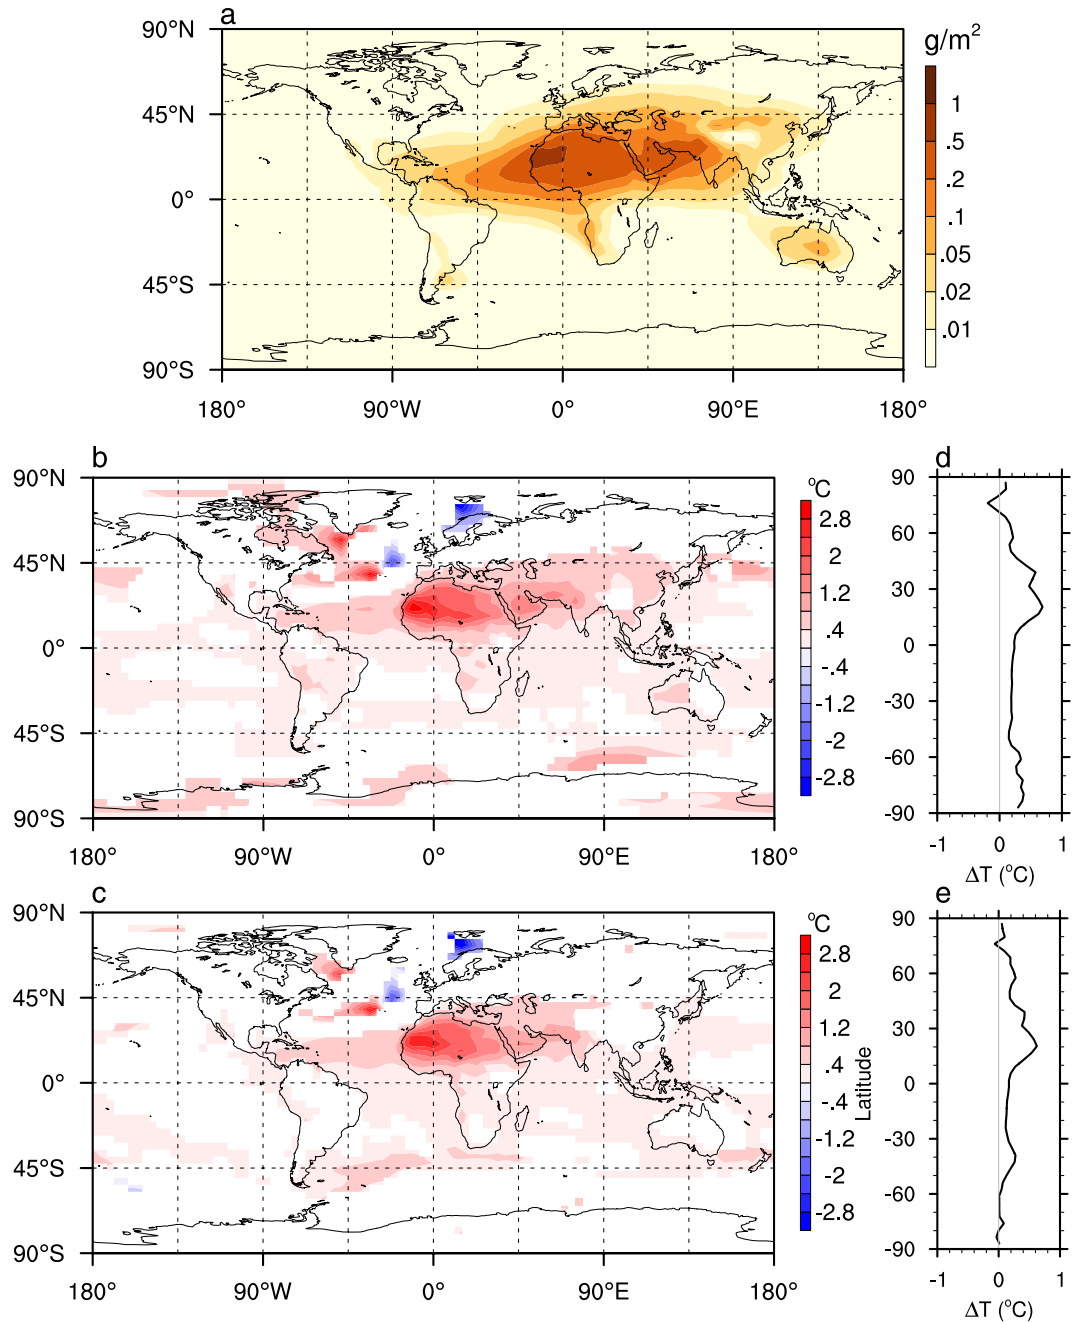 a
g/m²
90°N
45°N
0°
45°S
90°S
1
.5
.2
.1
.05
.02
.01
180° 90°W 0° 90°E 180°
b
°C
90°N
45°N
0°
45°S
90°S
2.8
2
1.2
.4
-.4
-1.2
-2
-2.8
180° 90°W 0° 90°E 180°
d
90
60
30
0
-30
-60
-90
-1 0 1
ΔT (°C)
c
°C
90°N
45°N
0°
45°S
90°S
2.8
2
1.2
.4
-.4
-1.2
-2
-2.8
180° 90°W 0° 90°E 180°
e
Latitude
90
60
30
0
-30
-60
-90
-1 0 1
ΔT (°C)